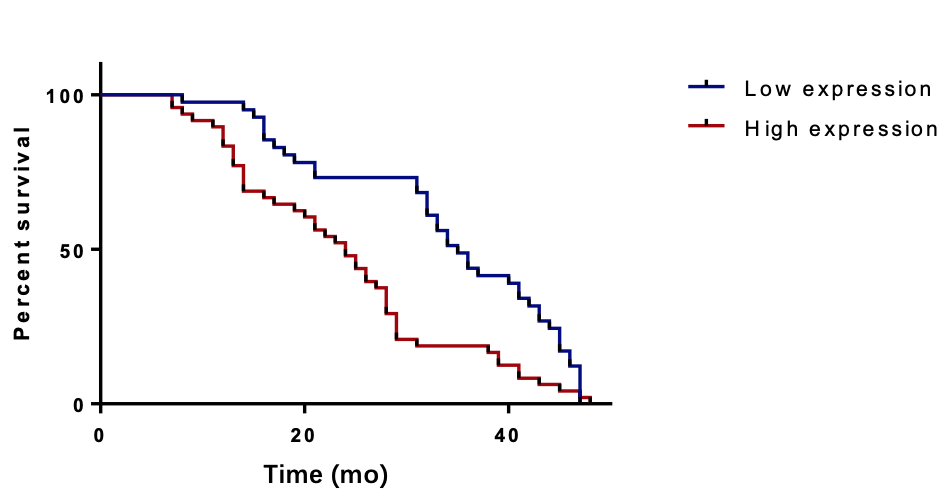 Low expression
High expression
Percent survival
100
50
0
0 20 40
Time (mo)